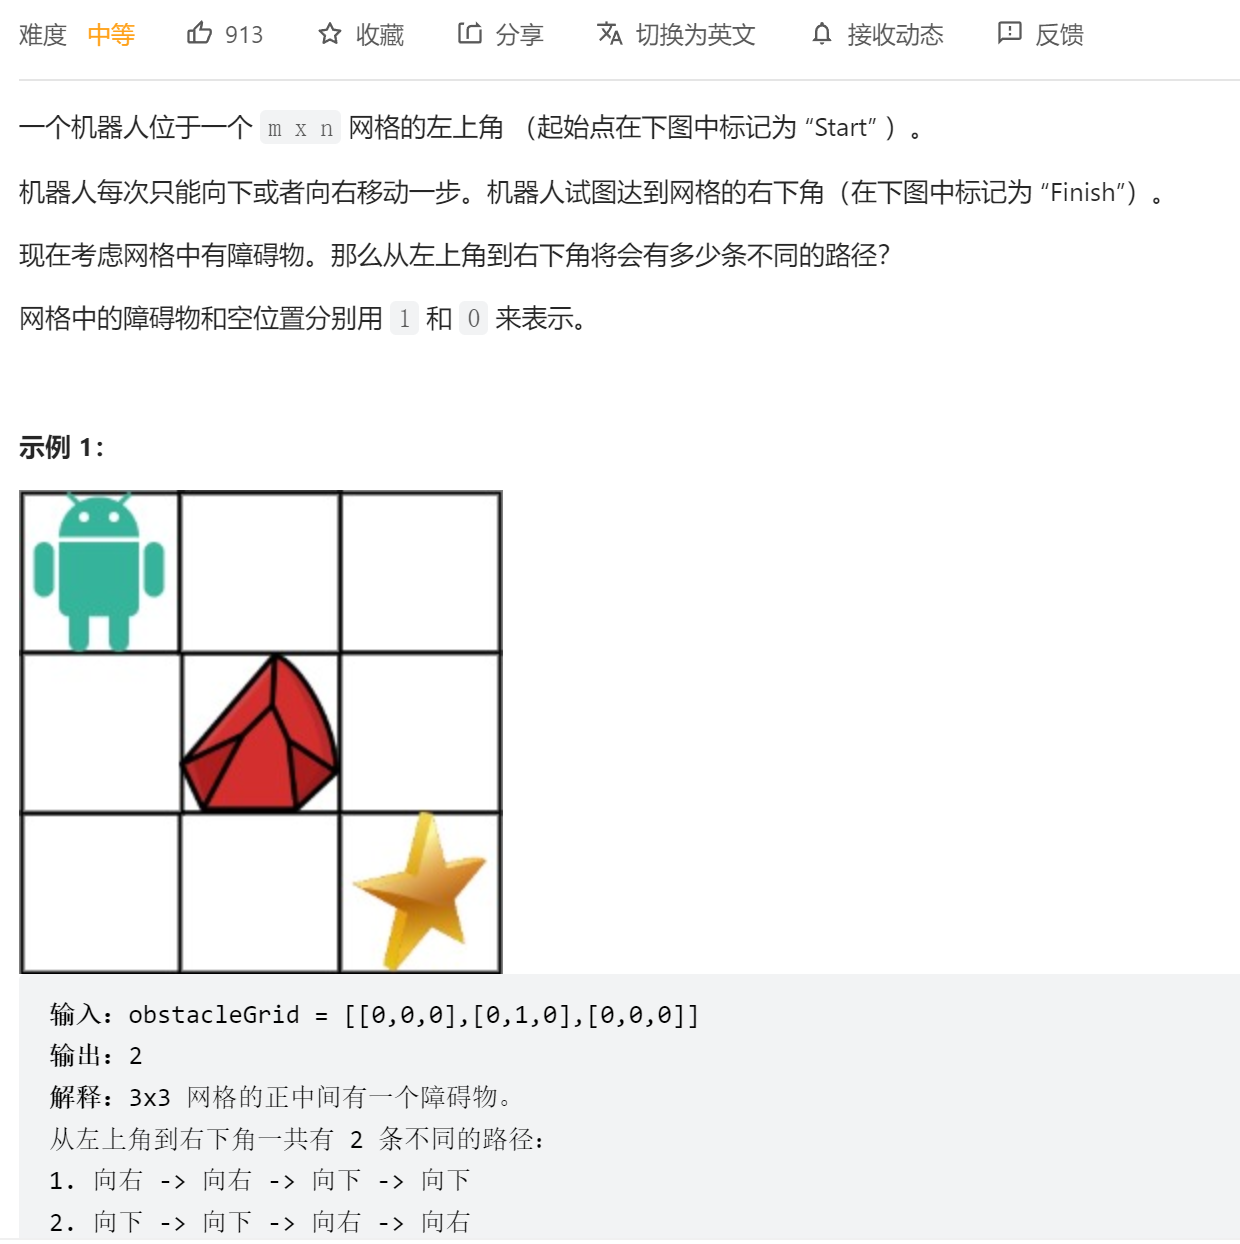 难度 中等 913 收藏 分享 切换为英文 接收动态 反馈
一个机器人位于一个 m x n 网格的左上角 （起始点在下图中标记为 “Start” ）。
机器人每次只能向下或者向右移动一步。机器人试图达到网格的右下角（在下图中标记为 “Finish”）。
现在考虑网格中有障碍物。那么从左上角到右下角将会有多少条不同的路径？
网格中的障碍物和空位置分别用 1 和 0 来表示。
示例 1：
输入：obstacleGrid = [[0,0,0],[0,1,0],[0,0,0]]
输出：2
解释：3x3 网格的正中间有一个障碍物。
从左上角到右下角一共有 2 条不同的路径：
1. 向右 -> 向右 -> 向下 -> 向下
2. 向下 -> 向下 -> 向右 -> 向右